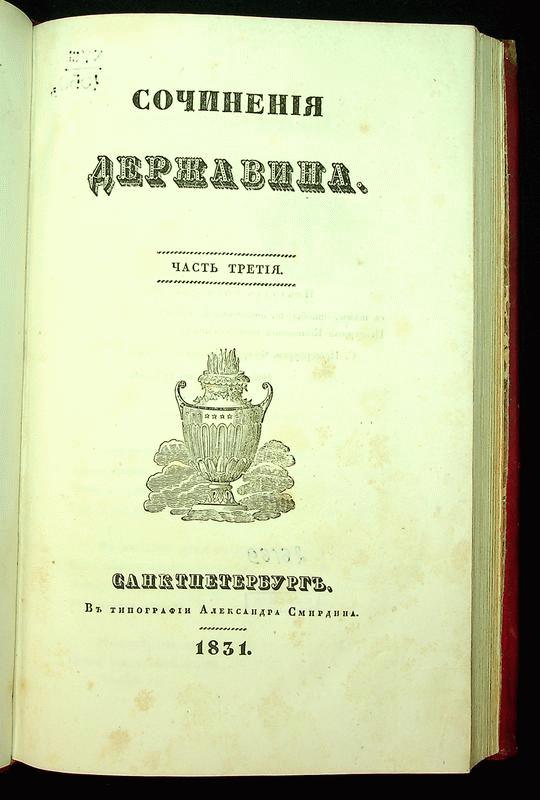 СОЧИНЕНІЯ
ДЕРЖАВИНА.
ЧАСТЬ ТРЕТІЯ.
САНКТПЕТЕРБУРГЪ.
Въ типографіи Александра Смирдина.
1831.